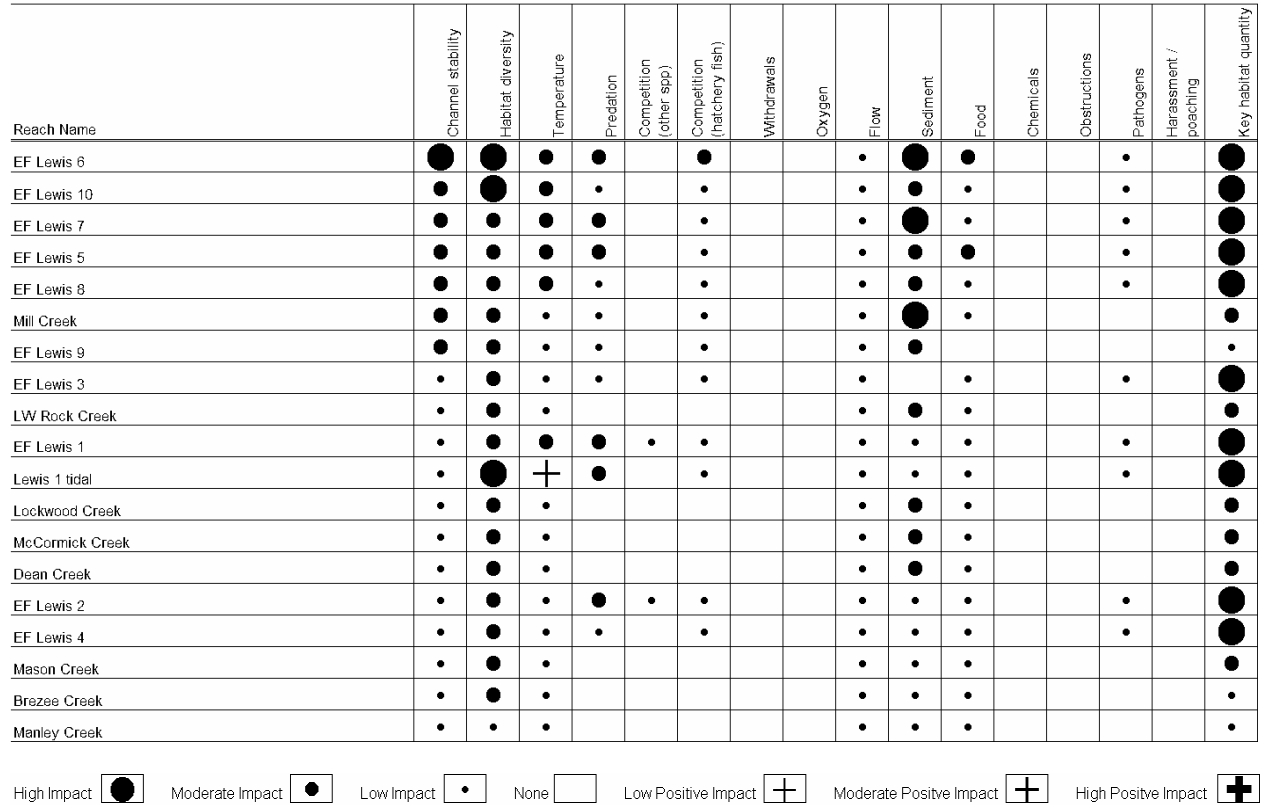 Reach Name
Channel stability
Habitat diversity
Temperature
Predation
Competition
(other spp)
Competition
(hatchery fish)
Withdrawals
Oxygen
Flow
Sediment
Food
Chemicals
Obstructions
Pathogens
Harassment /
poaching
Key habitat quantity
EF Lewis 6
EF Lewis 10
EF Lewis 7
EF Lewis 5
EF Lewis 8
Mill Creek
EF Lewis 9
EF Lewis 3
LW Rock Creek
EF Lewis 1
Lewis 1 tidal
Lockwood Creek
McCormick Creek
Dean Creek
EF Lewis 2
EF Lewis 4
Mason Creek
Brezee Creek
Manley Creek
High Impact Moderate Impact Low Impact None Low Positive Impact Moderate Positve Impact High Positve Impact